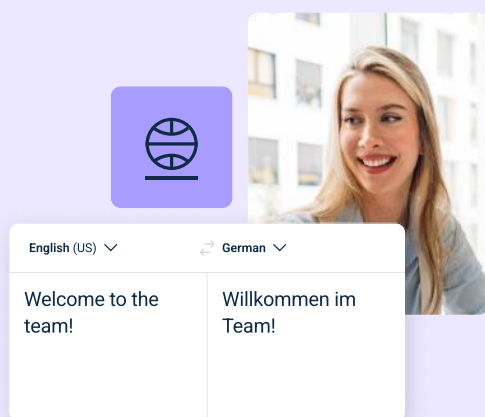 English (US) German
Welcome to the
team!
Willkommen im
Team!